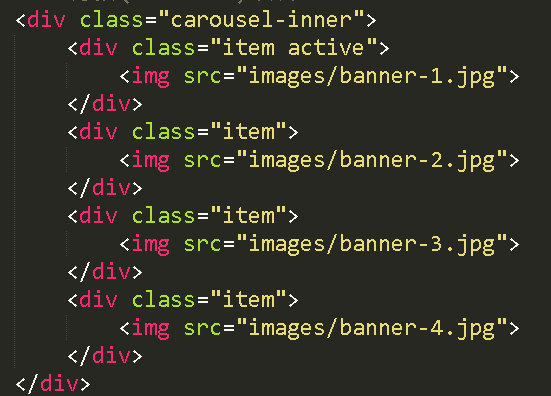 <div class="carousel-inner">
    <div class="item active">
        <img src="images/banner-1.jpg">
    </div>
    <div class="item">
        <img src="images/banner-2.jpg">
    </div>
    <div class="item">
        <img src="images/banner-3.jpg">
    </div>
    <div class="item">
        <img src="images/banner-4.jpg">
    </div>
</div>